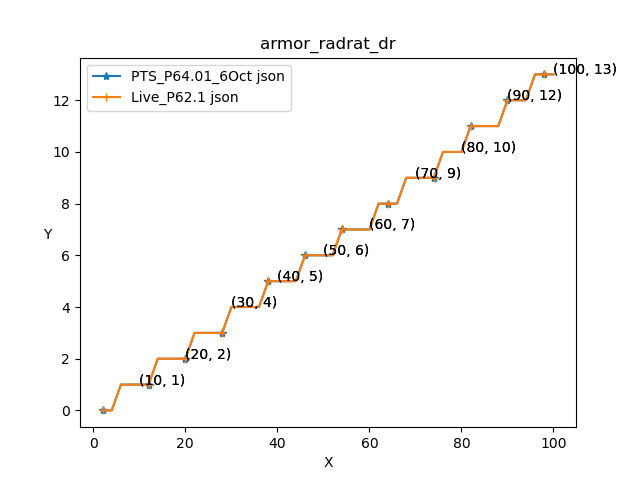 armor_radrat_dr
PTS_P64.01_6Oct json
Live_P62.1 json
(100, 13)
(90, 12)
(80, 10)
(70, 9)
(60, 7)
(50, 6)
(40, 5)
(30, 4)
(20, 2)
(10, 1)
12
10
8
6
4
2
0
Y
0 20 40 60 80 100
X